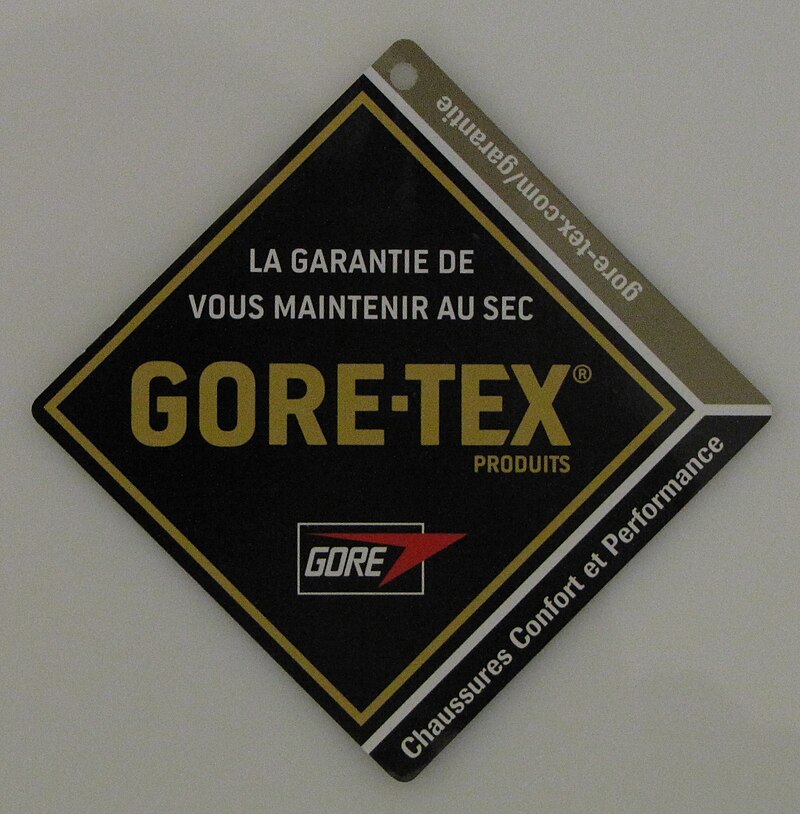 gore-tex.com/garantie
LA GARANTIE DE
VOUS MAINTENIR AU SEC
GORE-TEX®
PRODUITS
GORE
Chaussures Confort et Performance